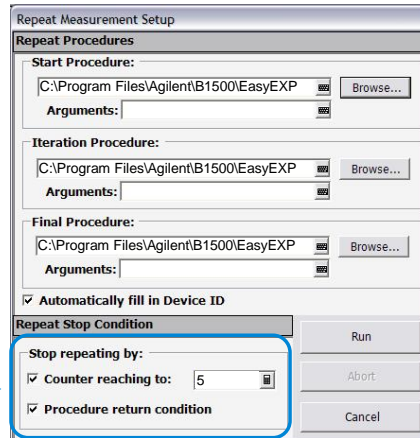 Repeat Measurement Setup
Repeat Procedures
Start Procedure:
C:\Program Files\Agilent\B1500\EasyEXP
Browse...
Arguments:
Iteration Procedure:
C:\Program Files\Agilent\B1500\EasyEXP
Browse...
Final Procedure:
C:\Program Files\Agilent\B1500\EasyEXP
Browse...
Arguments:
Automatically fill in Device ID
Repeat Stop Condition
Run
Stop repeating by:
Counter reaching to: 5
Abort
Procedure return condition
Cancel